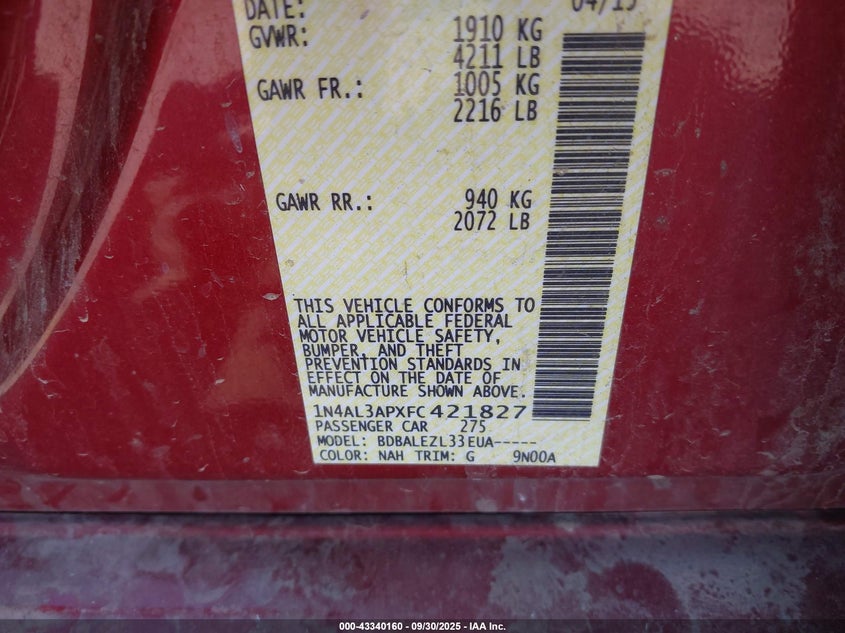 DATE: 04/15
GVWR: 1910 KG
4211 LB
GAWR FR.: 1005 KG
2216 LB
GAWR RR.: 940 KG
2072 LB
THIS VEHICLE CONFORMS TO
ALL APPLICABLE FEDERAL
MOTOR VEHICLE SAFETY,
BUMPER, AND THEFT
PREVENTION STANDARDS IN
EFFECT ON THE DATE OF
MANUFACTURE SHOWN ABOVE.
1N4AL3APXFC421827
PASSENGER CAR 275
MODEL: BDBALEZL33EUA-----
COLOR: NAH TRIM: G 9N00A
000-43340160 - 09/30/2025 - IAA Inc.